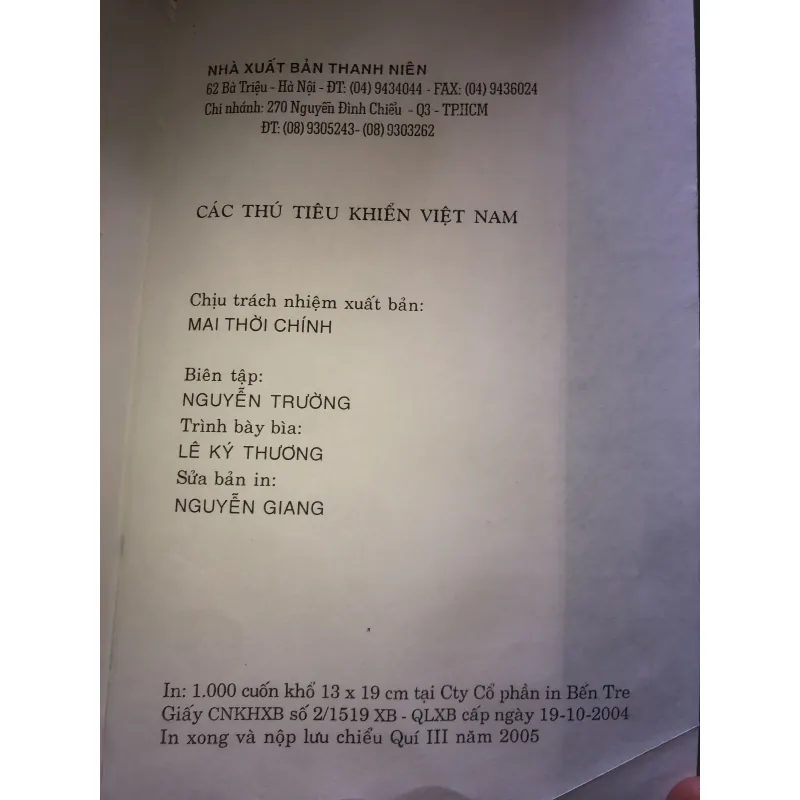 NHÀ XUẤT BẢN THANH NIÊN
62 Bà Triệu - Hà Nội - ĐT: (04) 9434044 - FAX: (04) 9436024
Chi nhánh: 270 Nguyễn Đình Chiểu - Q3 - TP.HCM
ĐT: (08) 9305243- (08) 9303262
CÁC THÚ TIÊU KHIỂN VIỆT NAM
Chịu trách nhiệm xuất bản:
MAI THỜI CHÍNH
Biên tập:
NGUYỄN TRƯỜNG
Trình bày bìa:
LÊ KÝ THƯƠNG
Sửa bản in:
NGUYỄN GIANG
In: 1.000 cuốn khổ 13 x 19 cm tại Cty Cổ phần in Bến Tre
Giấy CNKHXB số 2/1519 XB - QLXB cấp ngày 19-10-2004
In xong và nộp lưu chiểu Quí III năm 2005